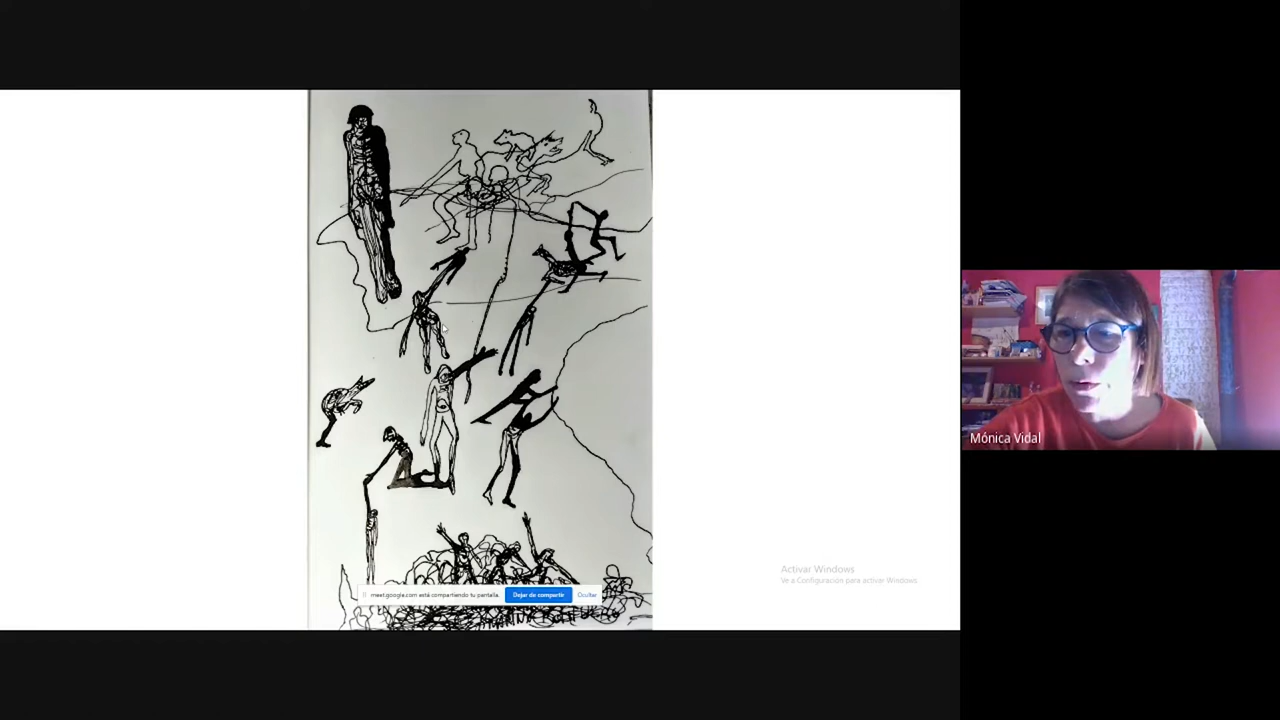 Mónica Vidal
Activar Windows
Ve a Configuración para activar Windows.
meet.google.com está compartiendo tu pantalla.
Dejar de compartir
Ocultar